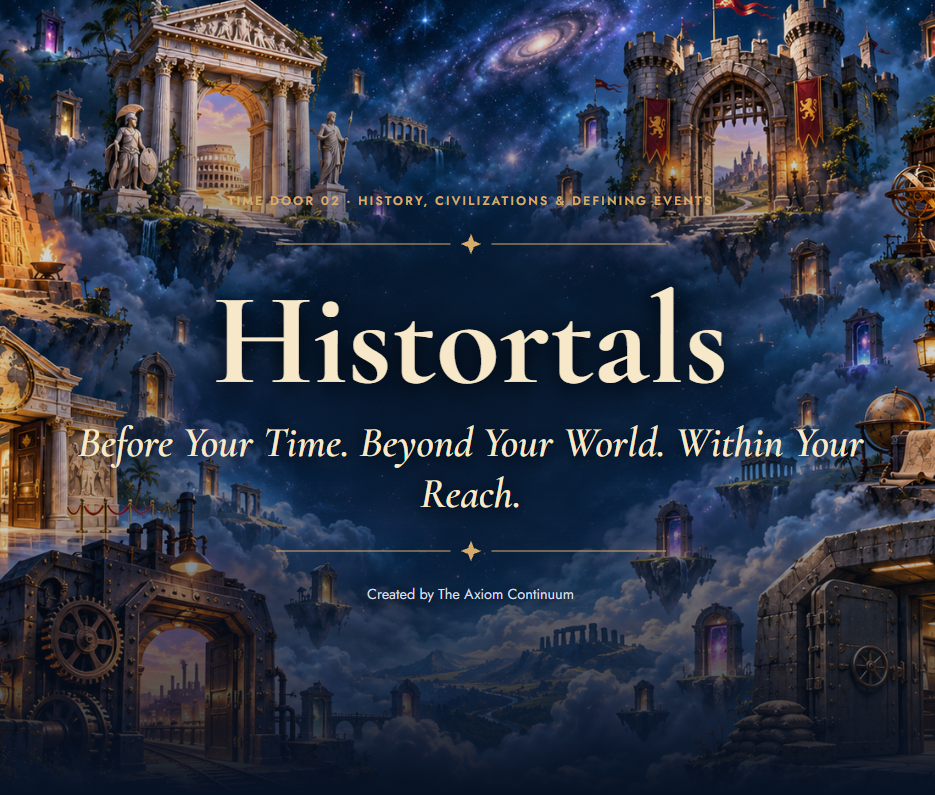 TIME DOOR 02 · HISTORY, CIVILIZATIONS & DEFINING EVENTS
Histortals
Before Your Time. Beyond Your World. Within Your
Reach.
Created by The Axiom Continuum